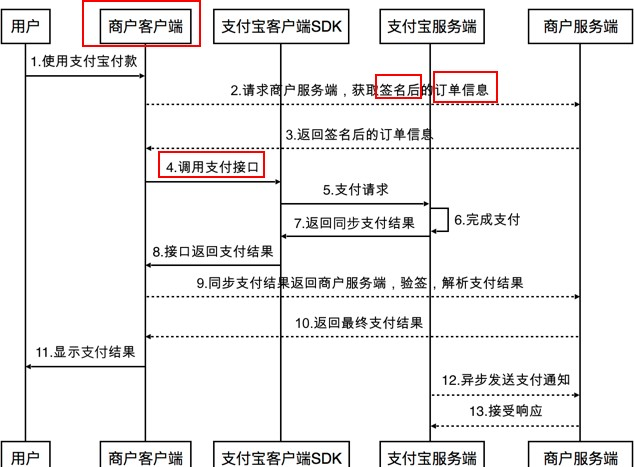 用户
商户客户端
支付宝客户端SDK
支付宝服务端
商户服务端
1.使用支付宝付款
2.请求商户服务端，获取签名后的订单信息
3.返回签名后的订单信息
4.调用支付接口
5.支付请求
6.完成支付
7.返回同步支付结果
8.接口返回支付结果
9.同步支付结果返回商户服务端，验签，解析支付结果
10.返回最终支付结果
11.显示支付结果
12.异步发送支付通知
13.接受响应
用户
商户客户端
支付宝客户端SDK
支付宝服务端
商户服务端